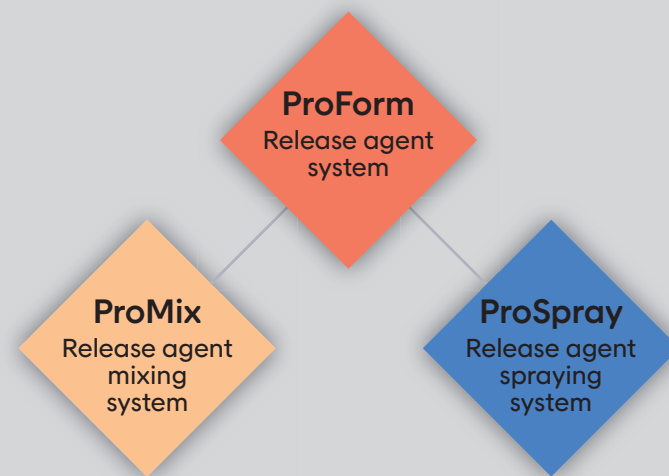 ProForm
Release agent
system
ProMix
Release agent
mixing
system
ProSpray
Release agent
spraying
system